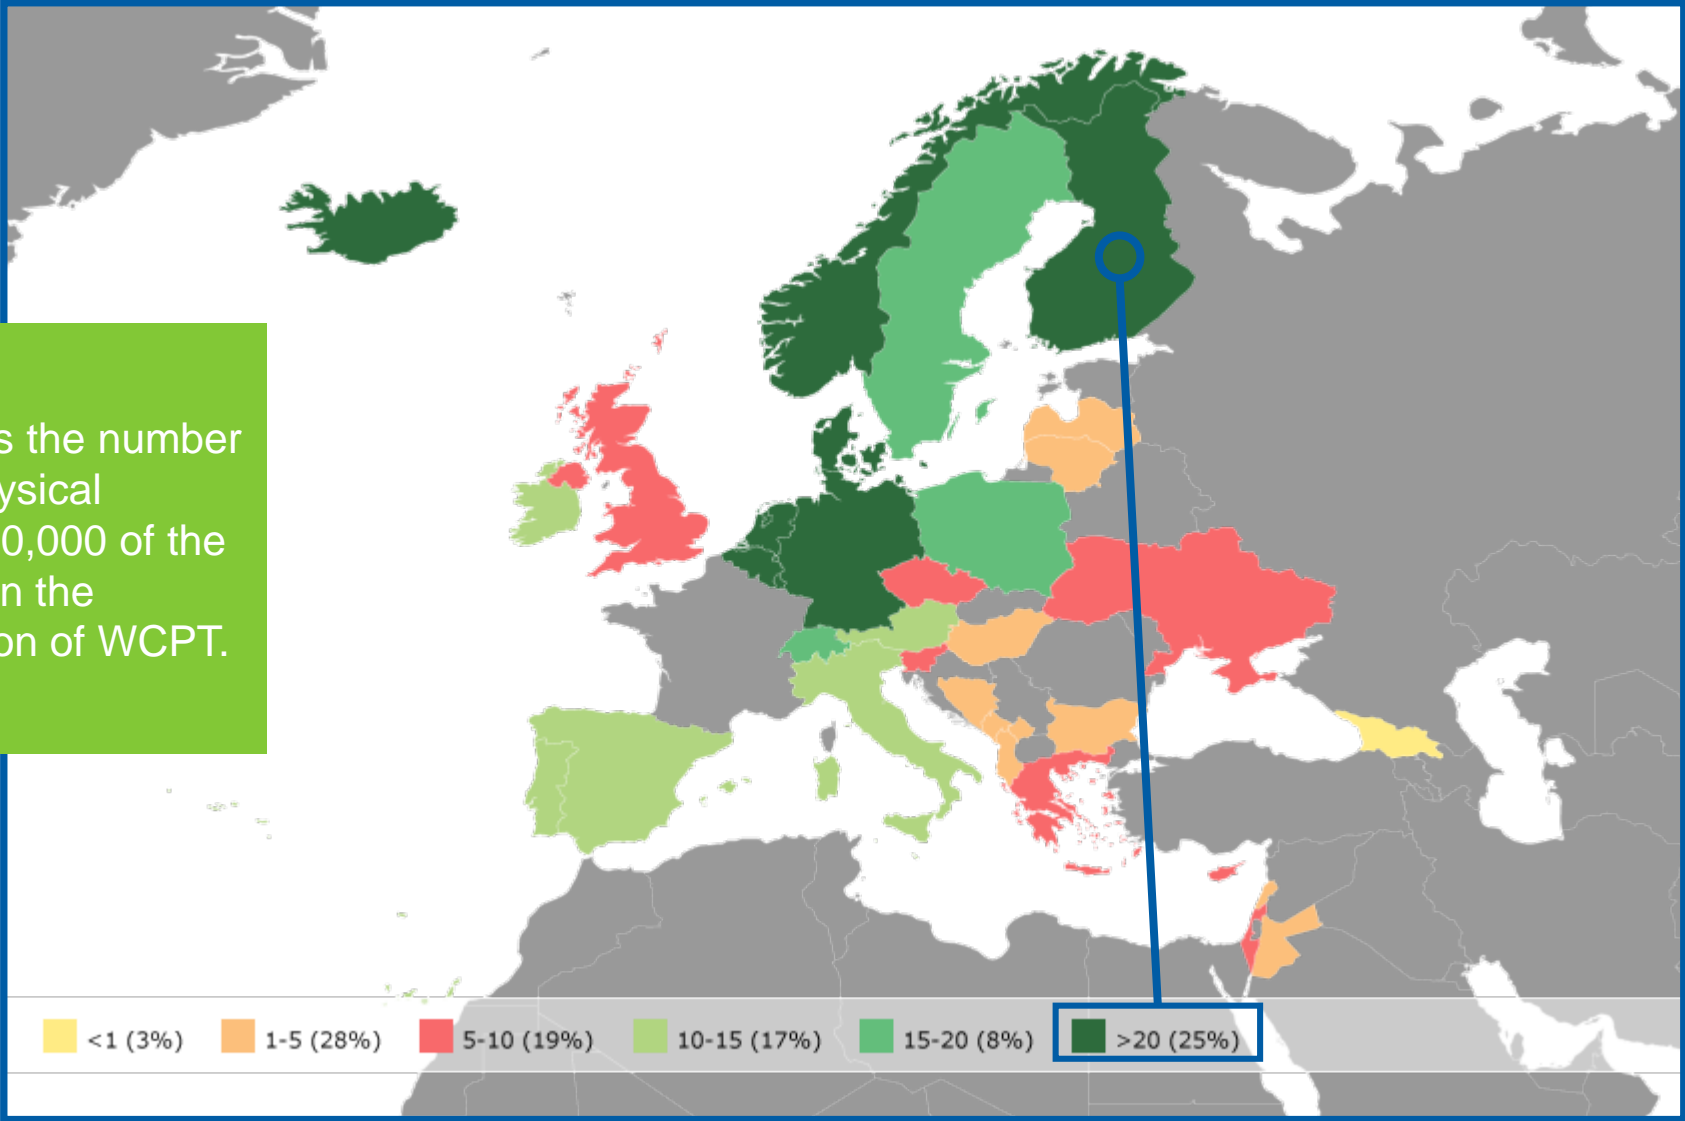 s the number
ysical
0,000 of the
n the
on of WCPT.
<1 (3%)
1-5 (28%)
5-10 (19%)
10-15 (17%)
15-20 (8%)
>20 (25%)